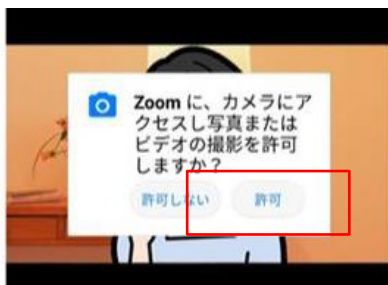 Zoom に、カメラにア
クセスし写真または
ビデオの撮影を許可
しますか？
許可しない 許可